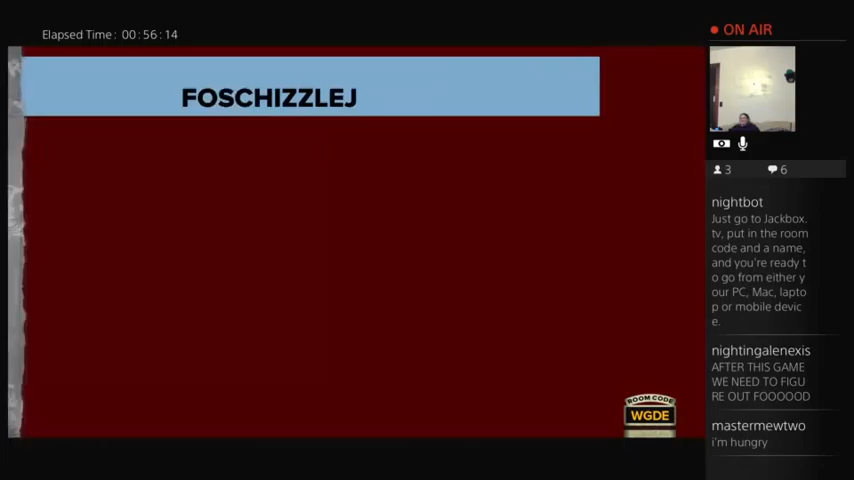 Elapsed Time: 00:56:14
ON AIR
FOSCHIZZLEJ
3
6
nightbot
Just go to Jackbox.
tv, put in the room
code and a name,
and you're ready t
o go from either y
our PC, Mac, lapto
p or mobile devic
e.
nightingalenexis
AFTER THIS GAME
WE NEED TO FIGU
RE OUT FOOOOOD
mastermewtwo
i'm hungry
ROOM CODE
WGDE